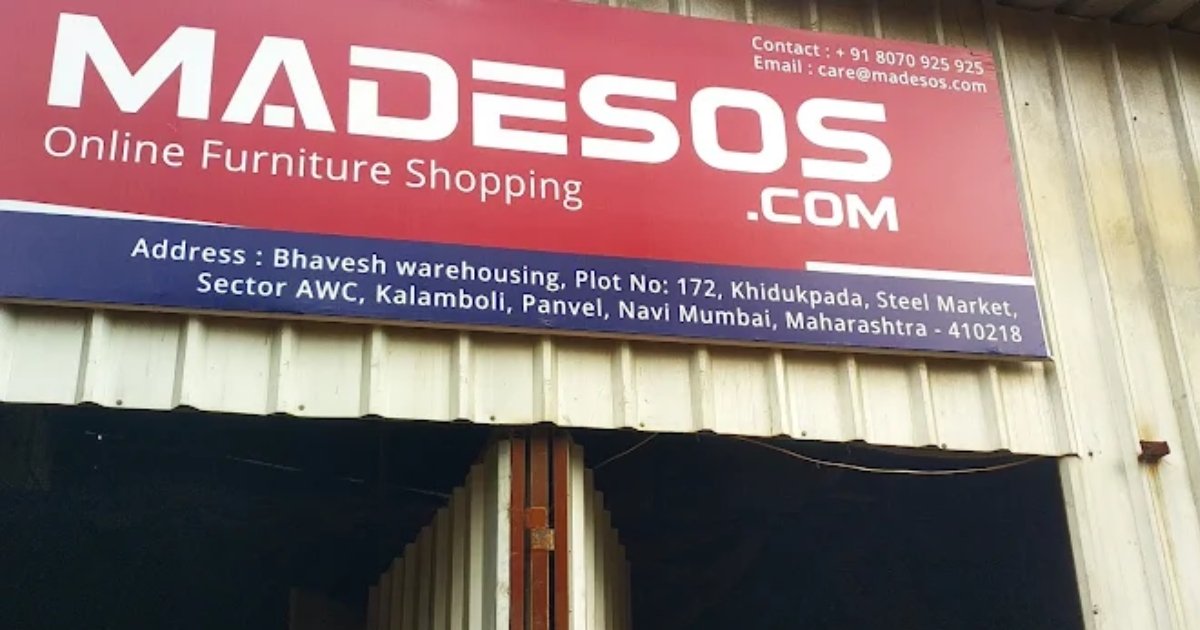 Contact : + 91 8070 925 925
Email : care@madesos.com
MADESOS
.COM
Online Furniture Shopping
Address : Bhavesh warehousing, Plot No: 172, Khidukpada, Steel Market,
Sector AWC, Kalamboli, Panvel, Navi Mumbai, Maharashtra - 410218